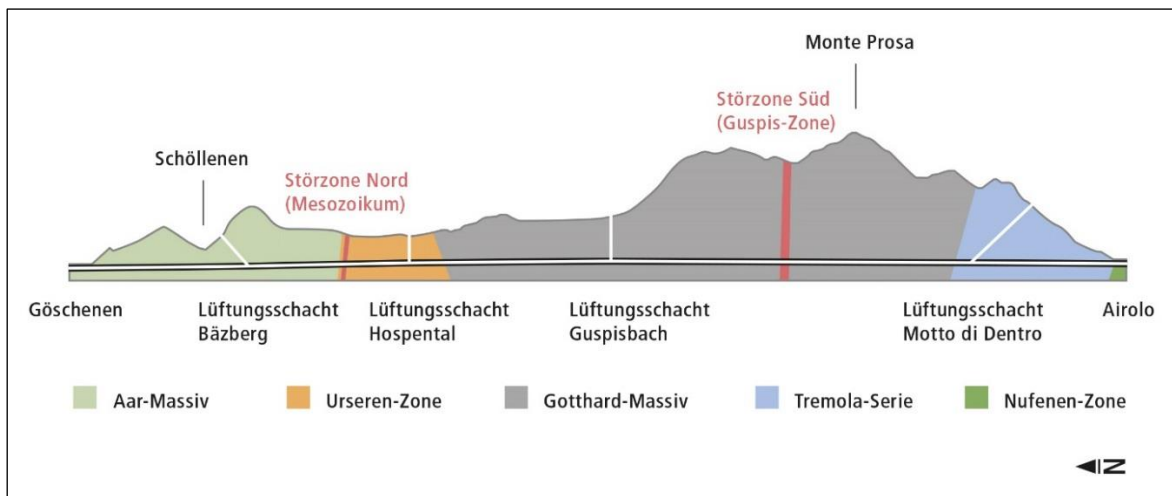 Monte Prosa
Störzone Süd
(Guspis-Zone)
Schöllenen
Störzone Nord
(Mesozoikum)
Göschenen
Lüftungsschacht
Bäzberg
Lüftungsschacht
Hospental
Lüftungsschacht
Guspisbach
Lüftungsschacht
Motto di Dentro
Airolo
Aar-Massiv
Urseren-Zone
Gotthard-Massiv
Tremola-Serie
Nufenen-Zone
N